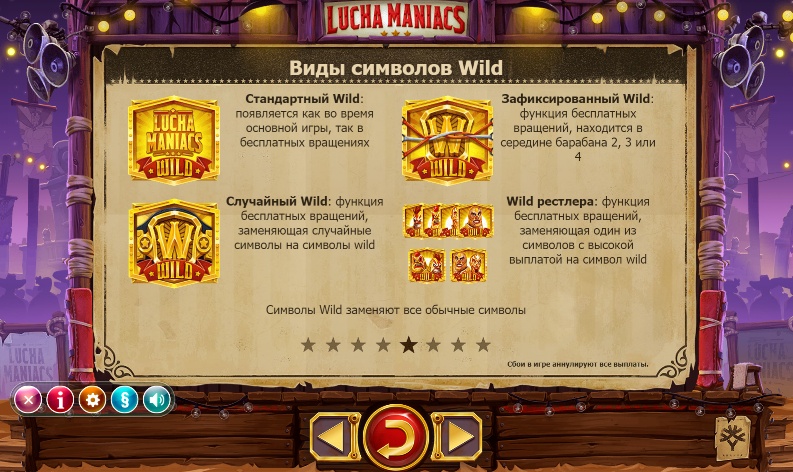 LUCHA MANIACS
Виды символов Wild
Стандартный Wild:
появляется как во время
основной игры, так в
бесплатных вращениях
LUCHA
MANIACS
WILD
Зафиксированный Wild:
функция бесплатных
вращений, находится в
середине барабана 2, 3 или
4
W
WILD
Случайный Wild: функция
бесплатных вращений,
заменяющая случайные
символы на символы wild
W
WILD
Wild рестлера: функция
бесплатных вращений,
заменяющая один из
символов с высокой
выплатой на символ wild
Символы Wild заменяют все обычные символы
Сбои в игре аннулируют все выплаты.